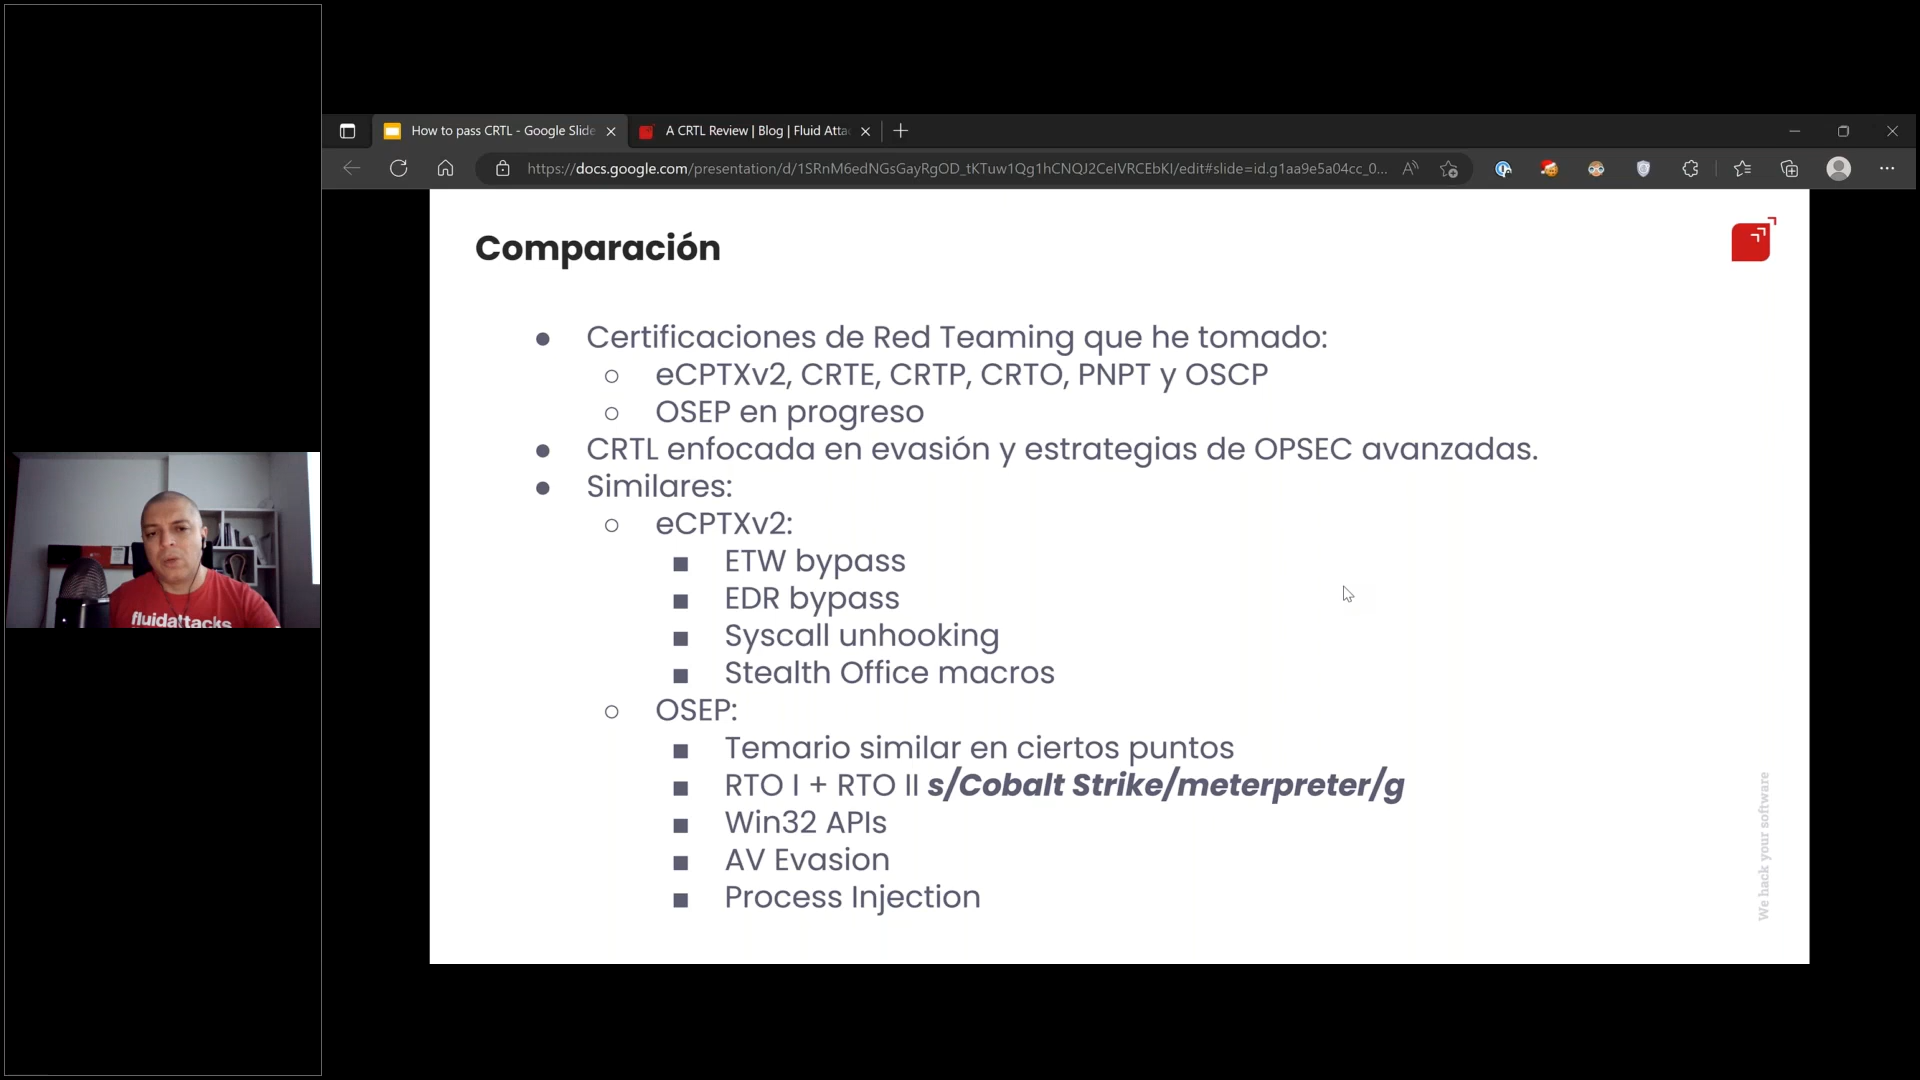 How to pass CRTL - Google Slide
A CRTL Review | Blog | Fluid Atta
https://docs.google.com/presentation/d/1SRnM6edNGsGayRgOD_tKTuw1Qg1hCNQJ2CeIVRCEbKI/edit#slide=id.g1aa9e5a04cc_0...
Comparación
● Certificaciones de Red Teaming que he tomado:
○ eCPTXv2, CRTE, CRTP, CRTO, PNPT y OSCP
○ OSEP en progreso
● CRTL enfocada en evasión y estrategias de OPSEC avanzadas.
● Similares:
○ eCPTXv2:
■ ETW bypass
■ EDR bypass
■ Syscall unhooking
■ Stealth Office macros
○ OSEP:
■ Temario similar en ciertos puntos
■ RTO I + RTO II s/Cobalt Strike/meterpreter/g
■ Win32 APIs
■ AV Evasion
■ Process Injection
We hack your software
fluidattacks